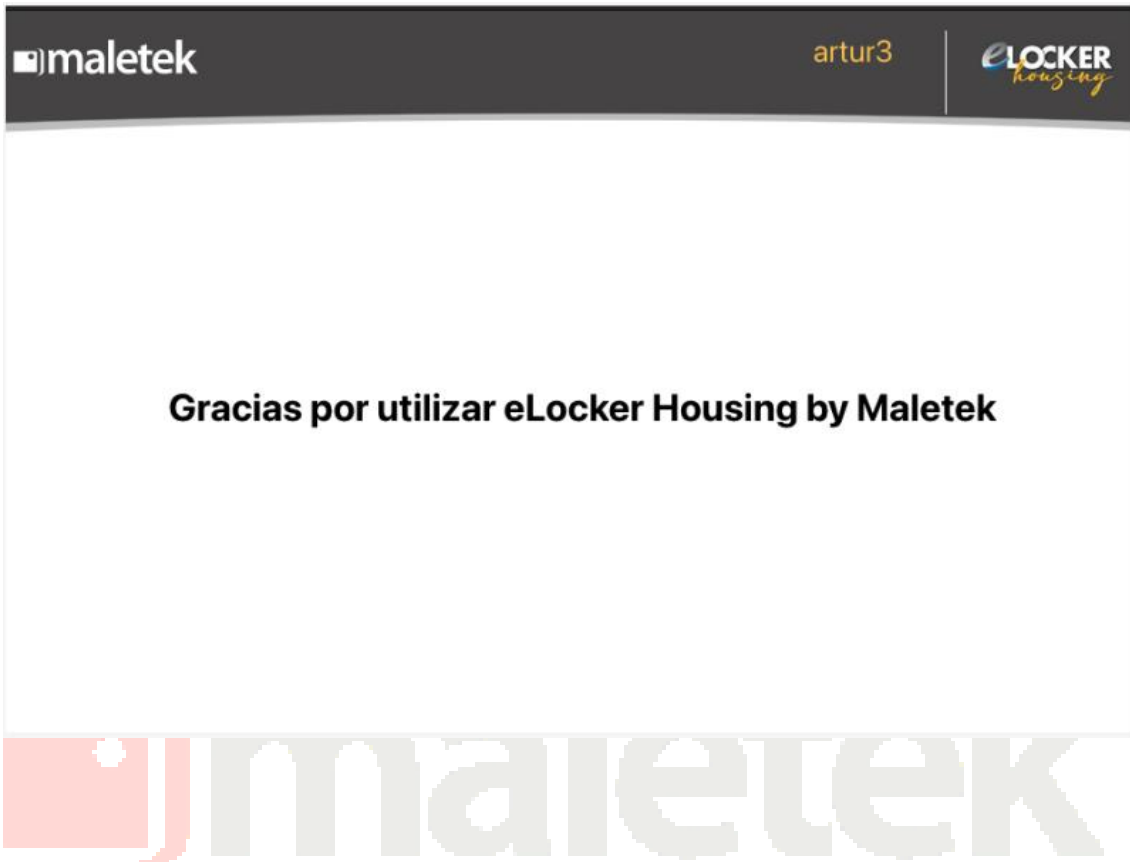 maletek
artur3
eLOCKER
housing
Gracias por utilizar eLocker Housing by Maletek
maletek